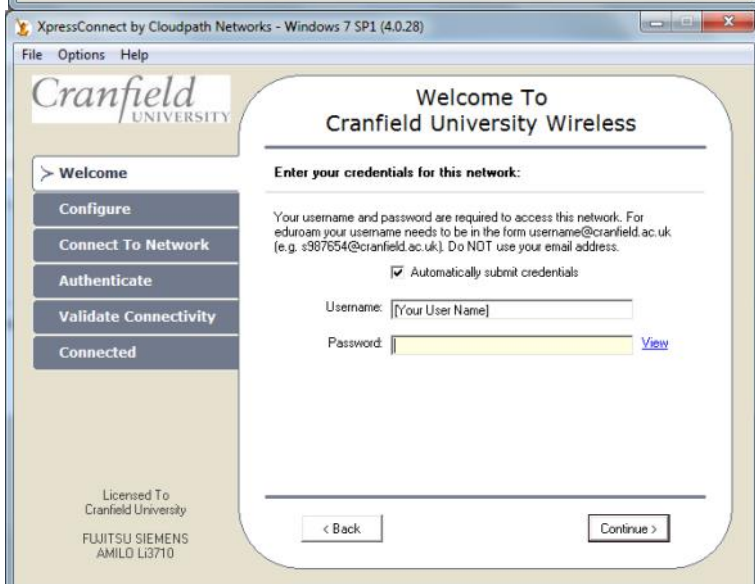 XpressConnect by Cloudpath Networks - Windows 7 SP1 (4.0.28)
File Options Help
Cranfield
UNIVERSITY
Welcome To
Cranfield University Wireless
> Welcome
Configure
Connect To Network
Authenticate
Validate Connectivity
Connected
Enter your credentials for this network:
Your username and password are required to access this network. For
eduroam your username needs to be in the form username@cranfield.ac.uk
(e.g. s987654@cranfield.ac.uk). Do NOT use your email address.
Automatically submit credentials
Username: [Your User Name]
Password: View
Licensed To
Cranfield University
FUJITSU SIEMENS
AMILO Li3710
< Back Continue >